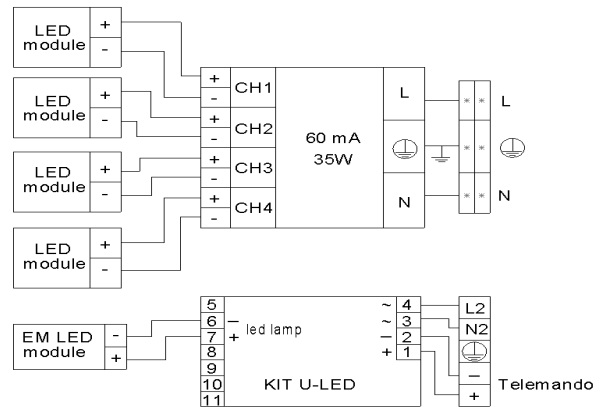 LED module + -
LED module + -
LED module + -
LED module + -
+ - CH1
+ - CH2
+ - CH3
+ - CH4
60 mA
35W
L
N
* * L
* *
* * N
EM LED module - +
5
6 –
7 +
led lamp
8
9
10
11
KIT U-LED
~ 4
~ 3
– 2
+ 1
L2
N2
–
+
Telemando